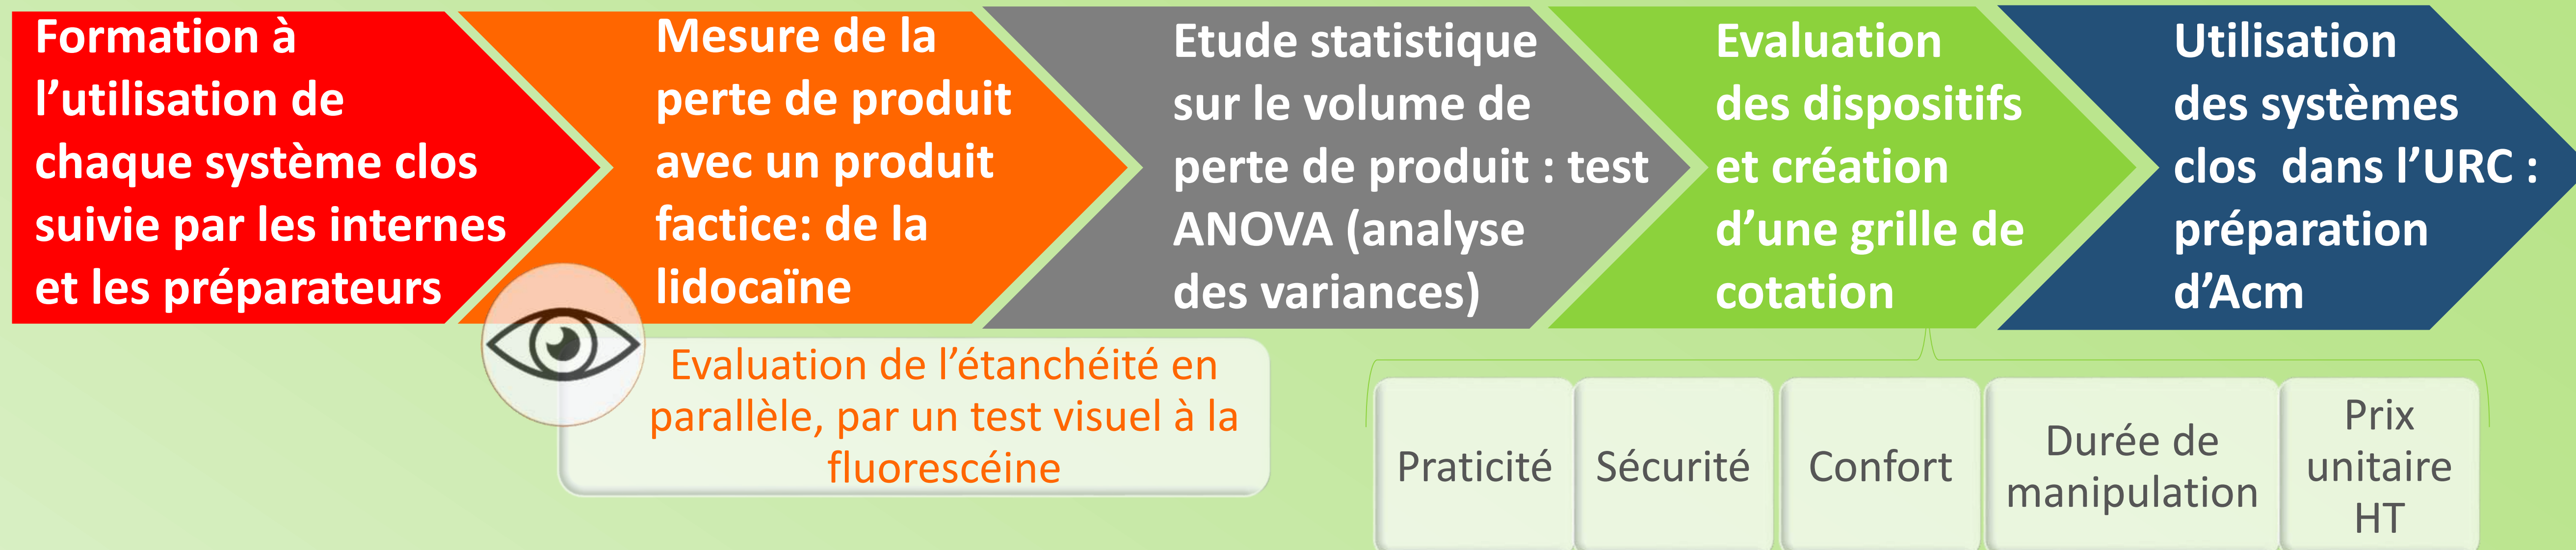 Formation à
l’utilisation de
chaque système clos
suivie par les internes
et les préparateurs
Mesure de la
perte de produit
avec un produit
factice: de la
lidocaïne
Etude statistique
sur le volume de
perte de produit : test
ANOVA (analyse
des variances)
Evaluation
des dispositifs
et création
d’une grille de
cotation
Utilisation
des systèmes
clos dans l’URC :
préparation
d’Acm
Evaluation de l’étanchéité en
parallèle, par un test visuel à la
fluorescéine
Praticité
Sécurité
Confort
Durée de
manipulation
Prix
unitaire
HT